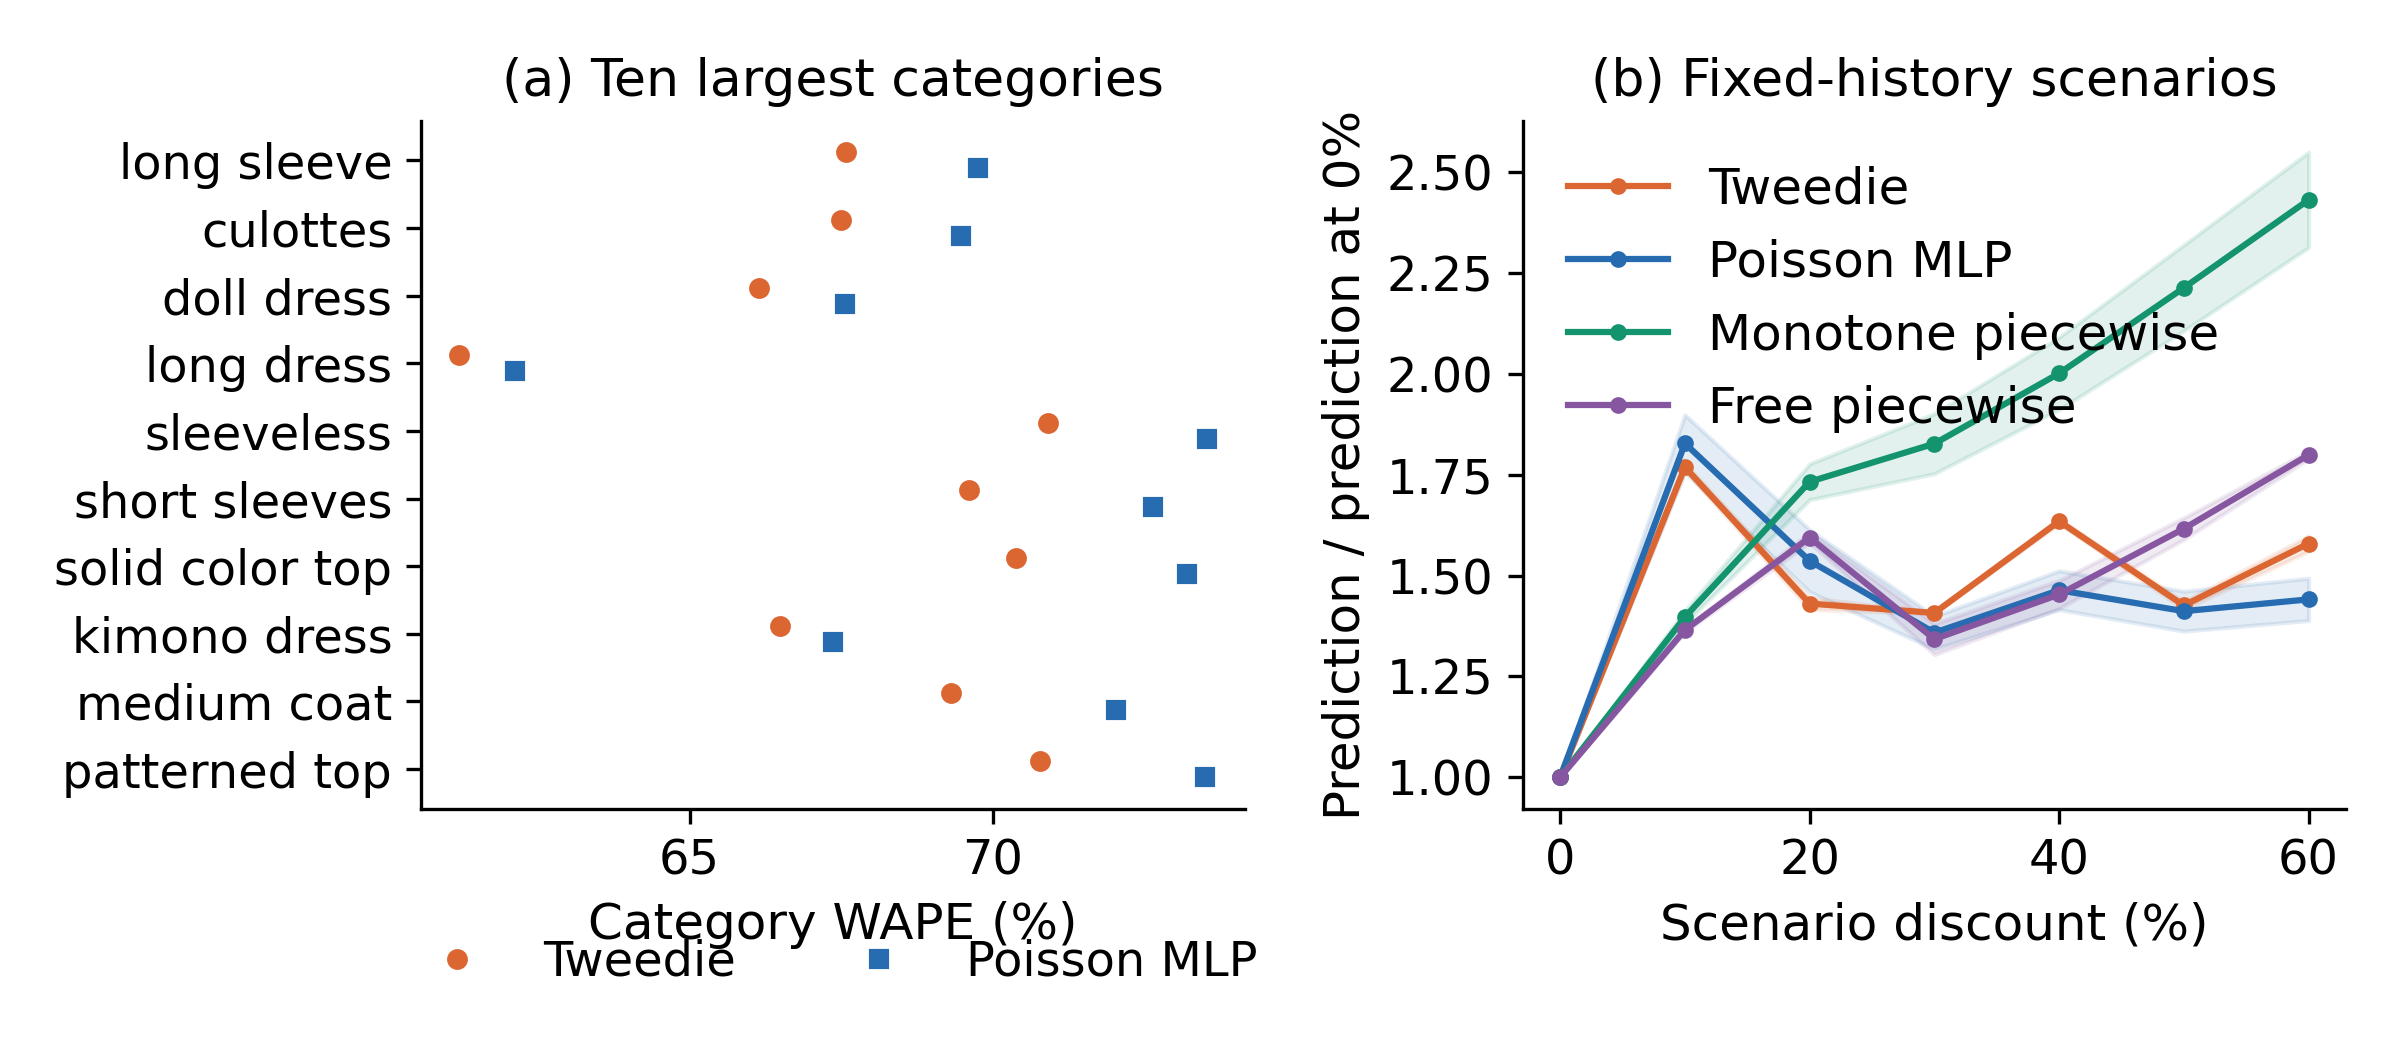 (a) Ten largest categories
long sleeve
culottes
doll dress
long dress
sleeveless
short sleeves
solid color top
kimono dress
medium coat
patterned top
65 70
Category WAPE (%)
Tweedie Poisson MLP
(b) Fixed-history scenarios
Prediction / prediction at 0%
2.50
2.25
2.00
1.75
1.50
1.25
1.00
Tweedie
Poisson MLP
Monotone piecewise
Free piecewise
0 20 40 60
Scenario discount (%)